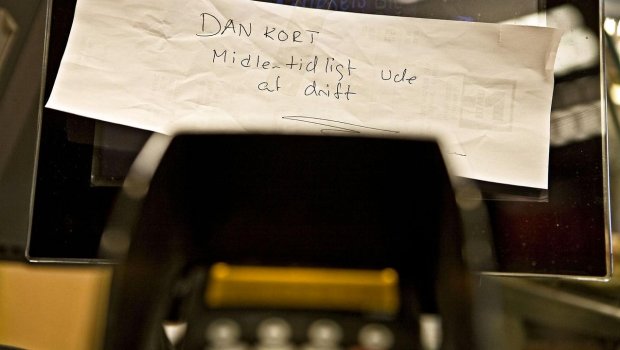 DAN KORT
Midle-tidligt ude
af drift